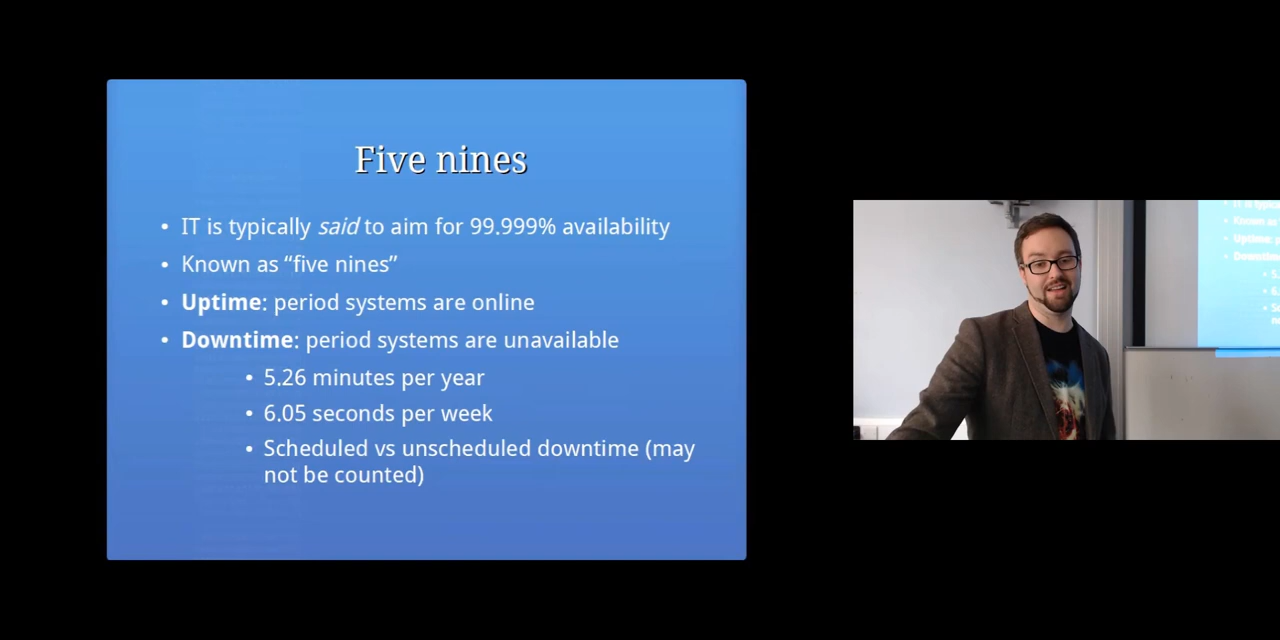 Five nines
• IT is typically said to aim for 99.999% availability
• Known as “five nines”
• Uptime: period systems are online
• Downtime: period systems are unavailable
• 5.26 minutes per year
• 6.05 seconds per week
• Scheduled vs unscheduled downtime (may
not be counted)